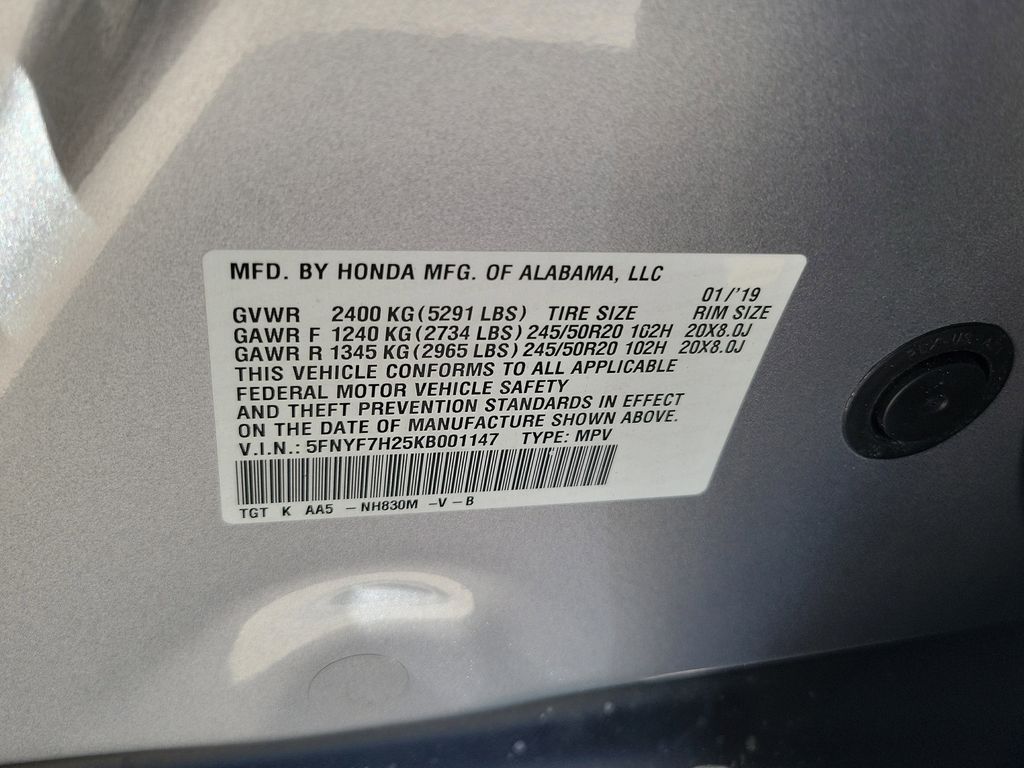 MFD. BY HONDA MFG. OF ALABAMA, LLC
01/'19
GVWR 2400 KG (5291 LBS) TIRE SIZE RIM SIZE
GAWR F 1240 KG (2734 LBS) 245/50R20 102H 20X8.0J
GAWR R 1345 KG (2965 LBS) 245/50R20 102H 20X8.0J
THIS VEHICLE CONFORMS TO ALL APPLICABLE
FEDERAL MOTOR VEHICLE SAFETY
AND THEFT PREVENTION STANDARDS IN EFFECT
ON THE DATE OF MANUFACTURE SHOWN ABOVE.
V.I.N.: 5FNYF7H25KB001147 TYPE: MPV
TGT K AA5 -NH830M -V-B